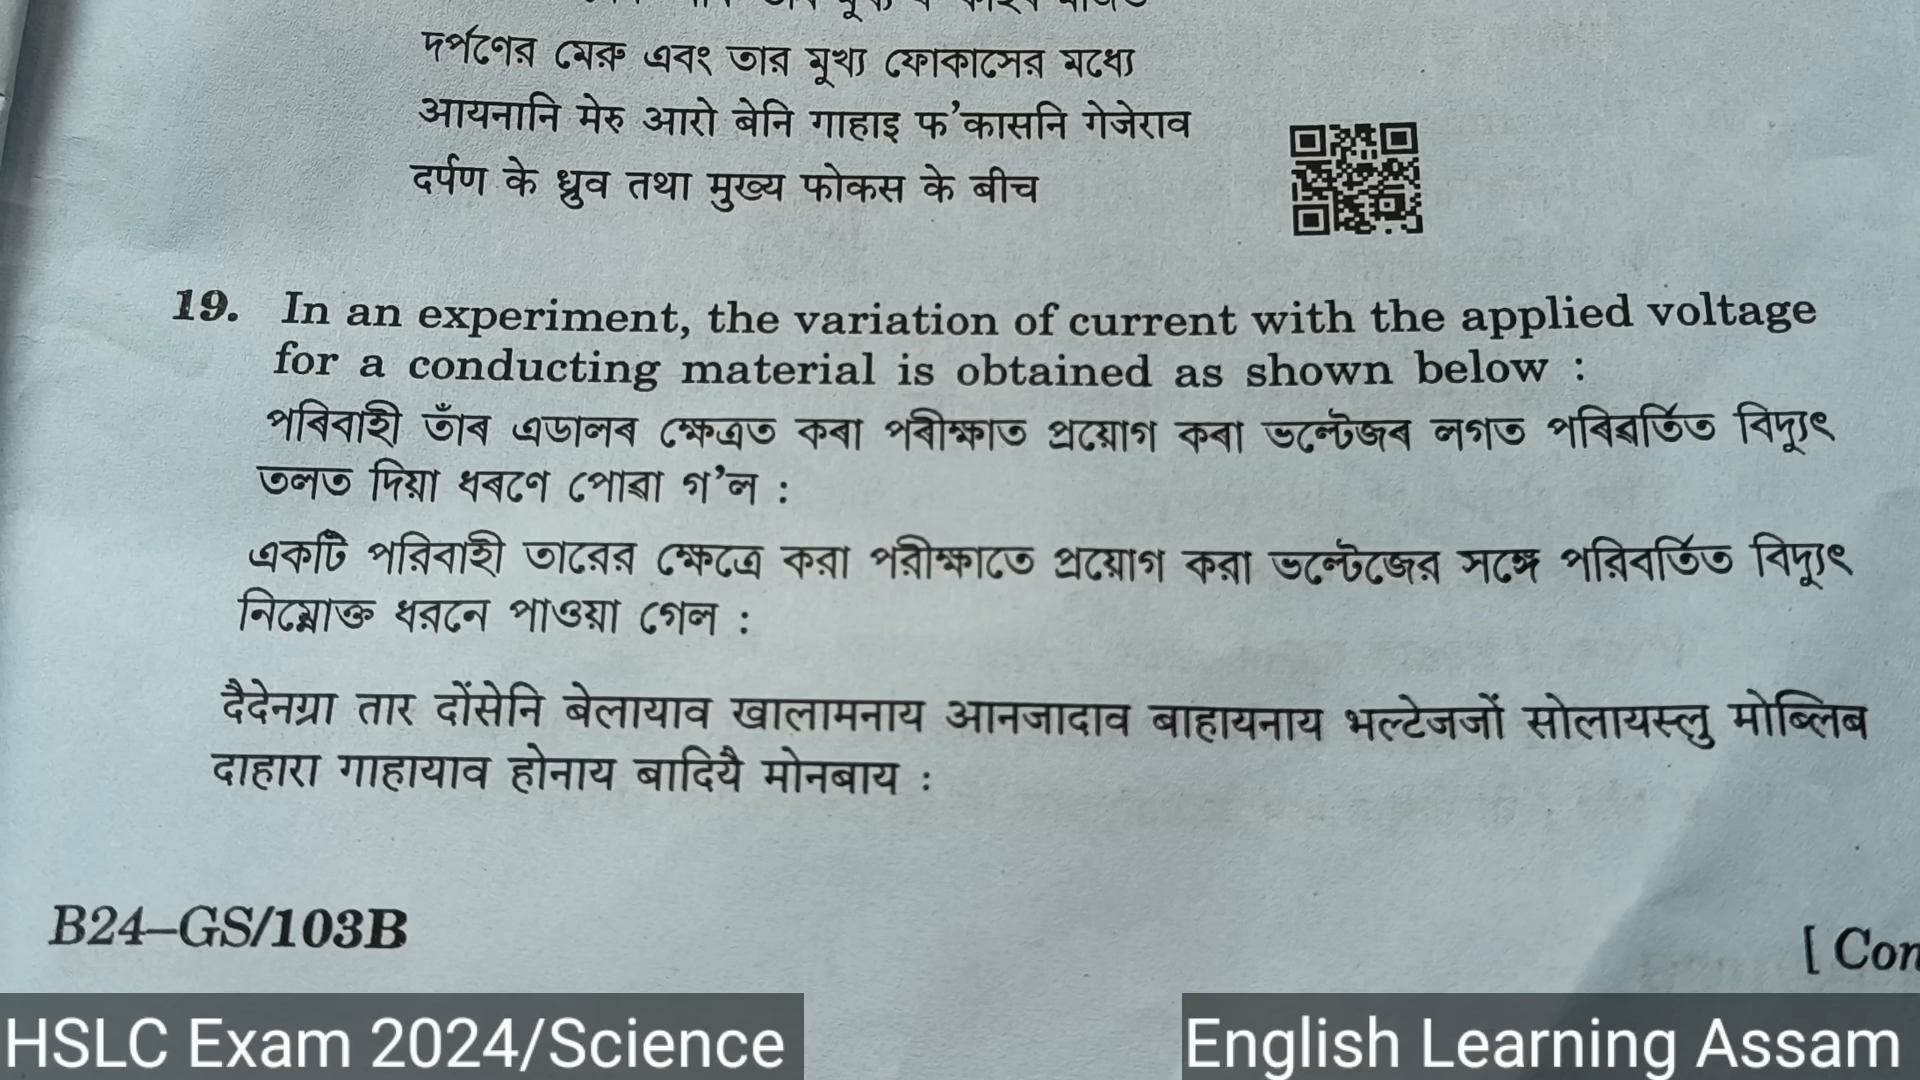 দর্পণের মেরু এবং তার মূখ্য ফোকাসের মধ্যে
आयनानि मेरु आरो बेनि गाहाइ फ'कासनि गेजेराव
दर्पण के ध्रुव तथा मुख्य फोकस के बीच
19. In an experiment, the variation of current with the applied voltage
for a conducting material is obtained as shown below :
পৰিবাহী তাঁৰ এডালৰ ক্ষেত্ৰত কৰা পৰীক্ষাত প্ৰয়োগ কৰা ভল্টেজৰ লগত পৰিৱৰ্তিত বিদ্যুৎ
তলত দিয়া ধৰণে পোৱা গ'ল :
একটি পরিবাহী তারের ক্ষেত্রে করা পরীক্ষাতে প্রয়োগ করা ভল্টেজের সঙ্গে পরিবর্তিত বিদ্যুৎ
নিম্নোক্ত ধরনে পাওয়া গেল :
दैदेनग्रा तार दोंसेनि बेलायाव खालामनाय आनजादाव बाहायनाय भल्टेजजों सोलायस्लु मोब्लिब
दाहारा गाहायाव होनाय बादियै मोनबाय :
B24–GS/103B
[ Con
HSLC Exam 2024/Science
English Learning Assam